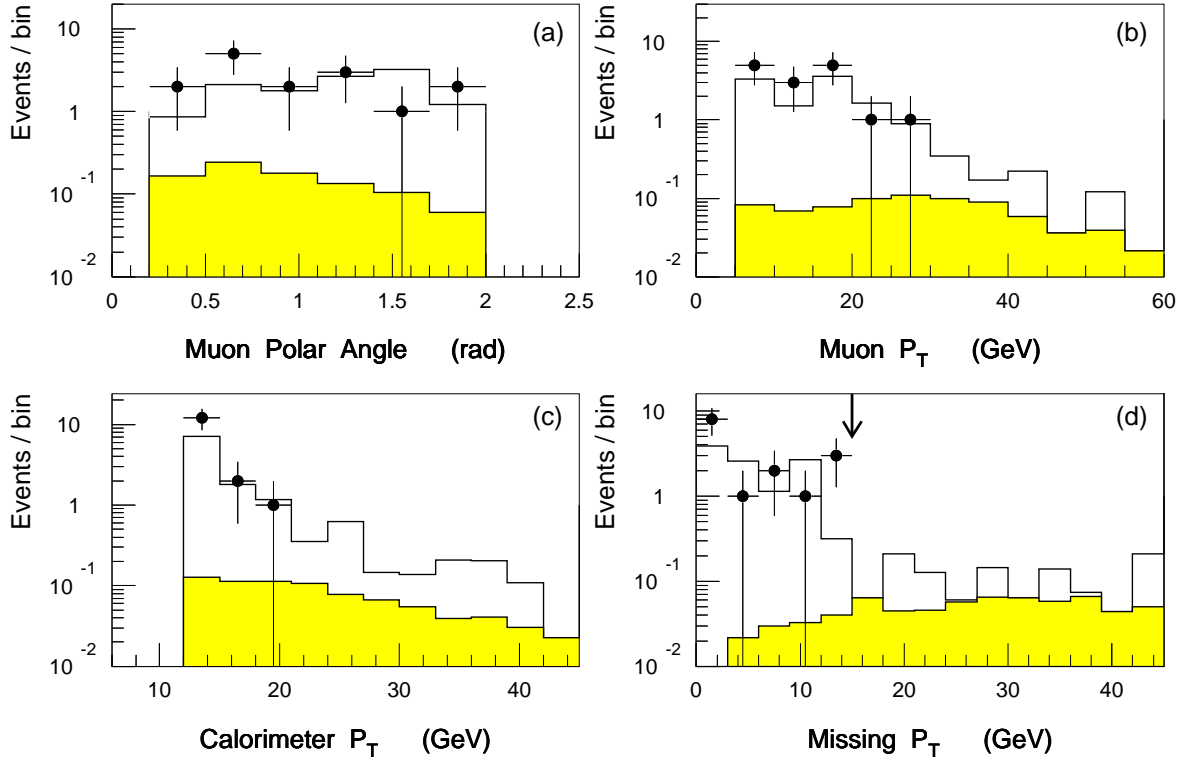 Events / bin
(a)
10
1
10 -1
10 -2
0 0.5 1 1.5 2 2.5
Muon Polar Angle (rad)
Events / bin
(b)
10
1
10 -1
10 -2
0 20 40 60
Muon PT (GeV)
Events / bin
(c)
10
1
10 -1
10 -2
10 20 30 40
Calorimeter PT (GeV)
Events / bin
(d)
10
1
10 -1
10 -2
0 10 20 30 40
Missing PT (GeV)